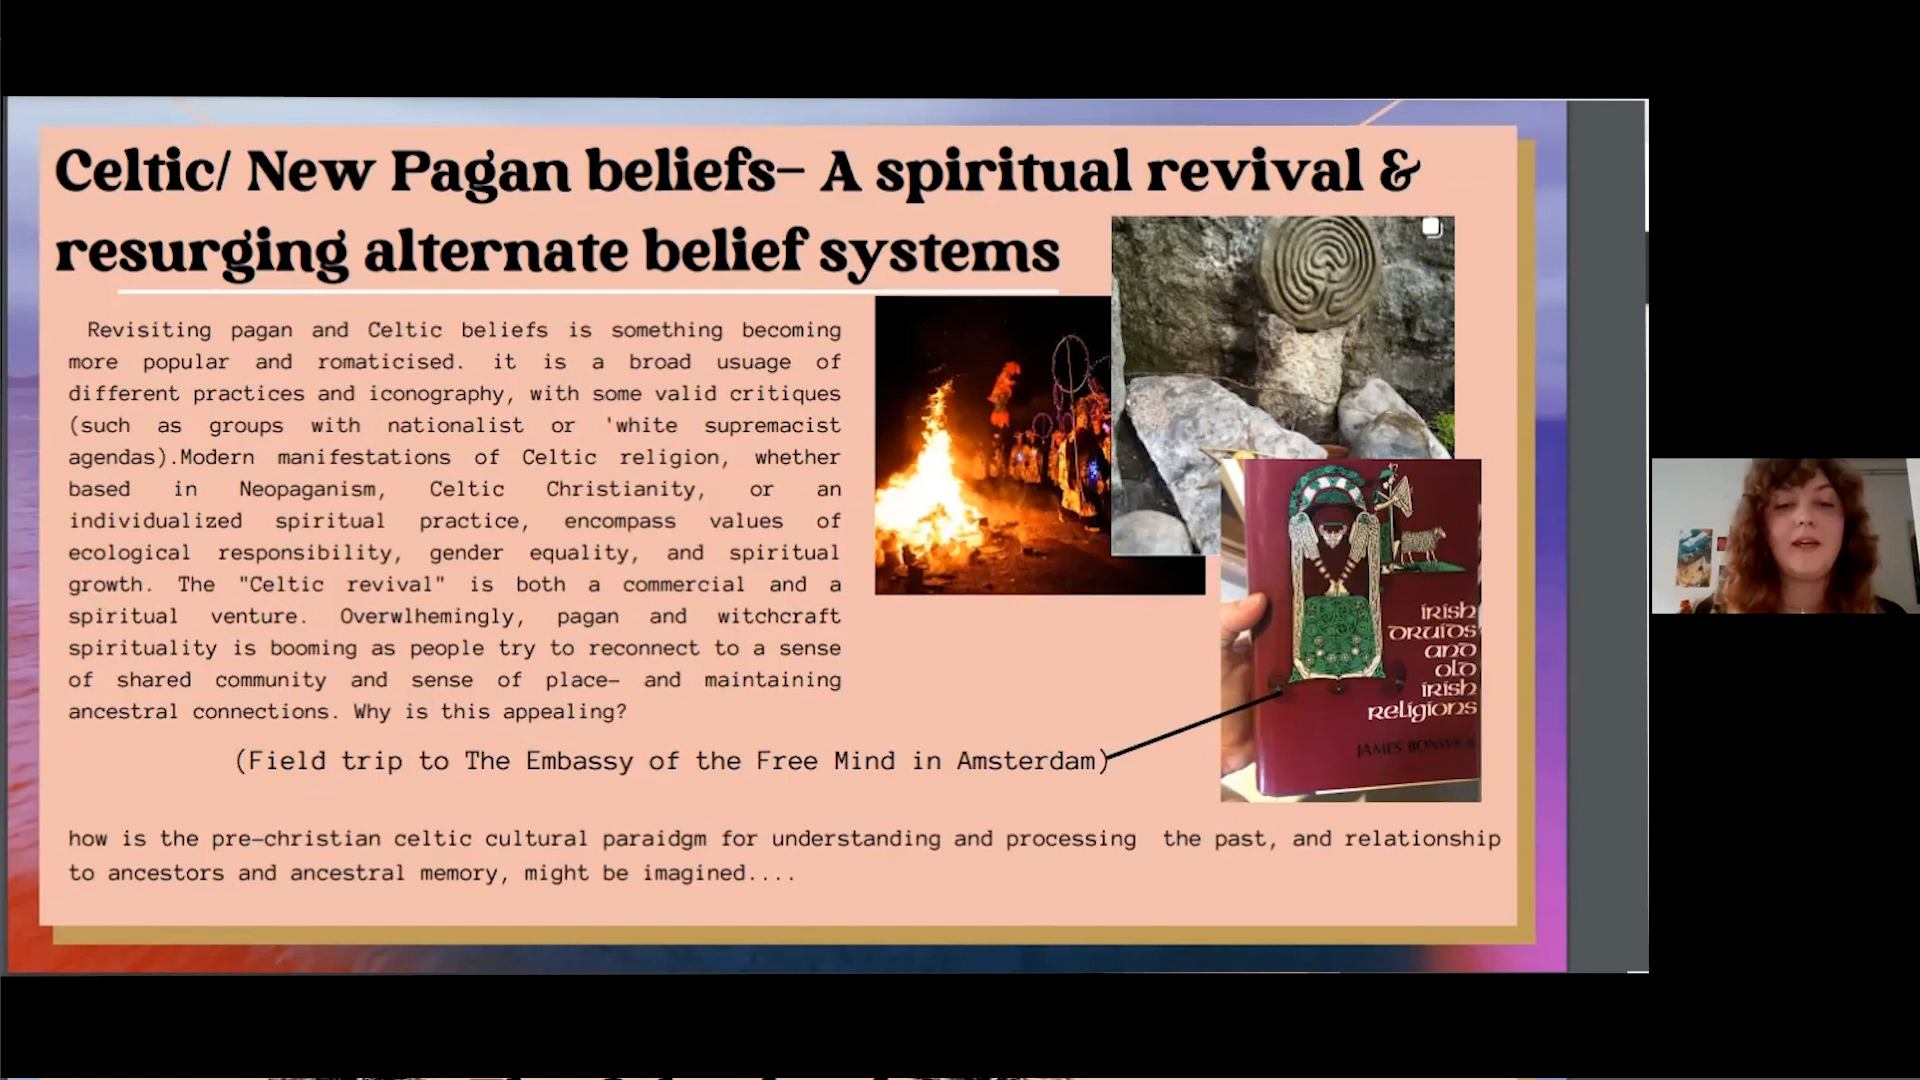 Celtic/ New Pagan beliefs– A spiritual revival &
resurging alternate belief systems
Revisiting pagan and Celtic beliefs is something becoming
more popular and romaticised. it is a broad usuage of
different practices and iconography, with some valid critiques
(such as groups with nationalist or 'white supremacist
agendas).Modern manifestations of Celtic religion, whether
based in Neopaganism, Celtic Christianity, or an
individualized spiritual practice, encompass values of
ecological responsibility, gender equality, and spiritual
growth. The "Celtic revival" is both a commercial and a
spiritual venture. Overwlhemingly, pagan and witchcraft
spirituality is booming as people try to reconnect to a sense
of shared community and sense of place– and maintaining
ancestral connections. Why is this appealing?
irish
druids
and
old
irish
religions
JAMES BONWICK
(Field trip to The Embassy of the Free Mind in Amsterdam)
how is the pre–christian celtic cultural paraidgm for understanding and processing the past, and relationship
to ancestors and ancestral memory, might be imagined....